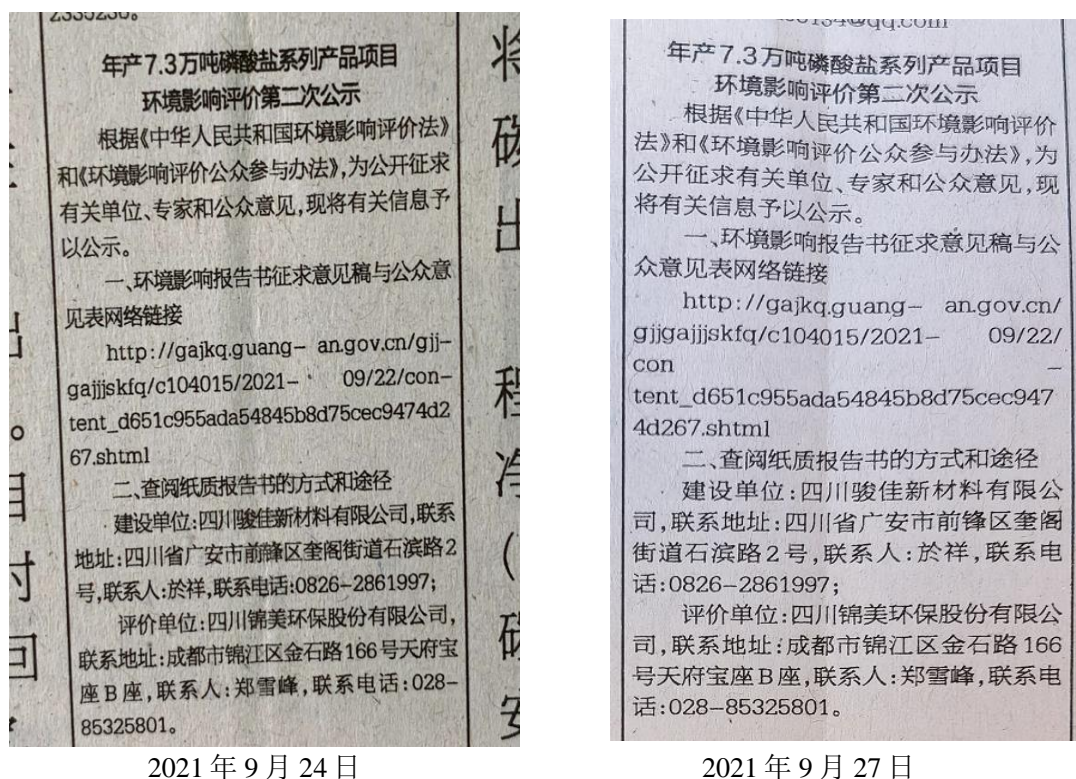 2335236。
年产7.3万吨磷酸盐系列产品项目
环境影响评价第二次公示
根据《中华人民共和国环境影响评价法》
和《环境影响评价公众参与办法》,为公开征求
有关单位、专家和公众意见,现将有关信息予
以公示。
一、环境影响报告书征求意见稿与公众意
见表网络链接
http://gajkq.guang- an.gov.cn/gjj-
gajjjskfq/c104015/2021- 09/22/con-
tent_d651c955ada54845b8d75cec9474d2
67.shtml
二、查阅纸质报告书的方式和途径
建设单位:四川骏佳新材料有限公司,联系
地址:四川省广安市前锋区奎阁街道石滨路2
号,联系人:於祥,联系电话:0826-2861997;
评价单位:四川锦美环保股份有限公司,
联系地址:成都市锦江区金石路166号天府宝
座B座,联系人:郑雪峰,联系电话:028-
85325801。
将
碳
出
程
净
(
碳
安
2021年9月24日
@qq.com
年产7.3万吨磷酸盐系列产品项目
环境影响评价第二次公示
根据《中华人民共和国环境影响评价
法》和《环境影响评价公众参与办法》,为
公开征求有关单位、专家和公众意见,现
将有关信息予以公示。
一、环境影响报告书征求意见稿与公
众意见表网络链接
http://gajkq.guang- an.gov.cn/
gjjgajjjskfq/c104015/2021- 09/22/
con -
tent_d651c955ada54845b8d75cec947
4d267.shtml
二、查阅纸质报告书的方式和途径
建设单位:四川骏佳新材料有限公
司,联系地址:四川省广安市前锋区奎阁
街道石滨路2号,联系人:於祥,联系电
话:0826-2861997;
评价单位:四川锦美环保股份有限公
司,联系地址:成都市锦江区金石路166
号天府宝座B座,联系人:郑雪峰,联系电
话:028-85325801。
2021年9月27日